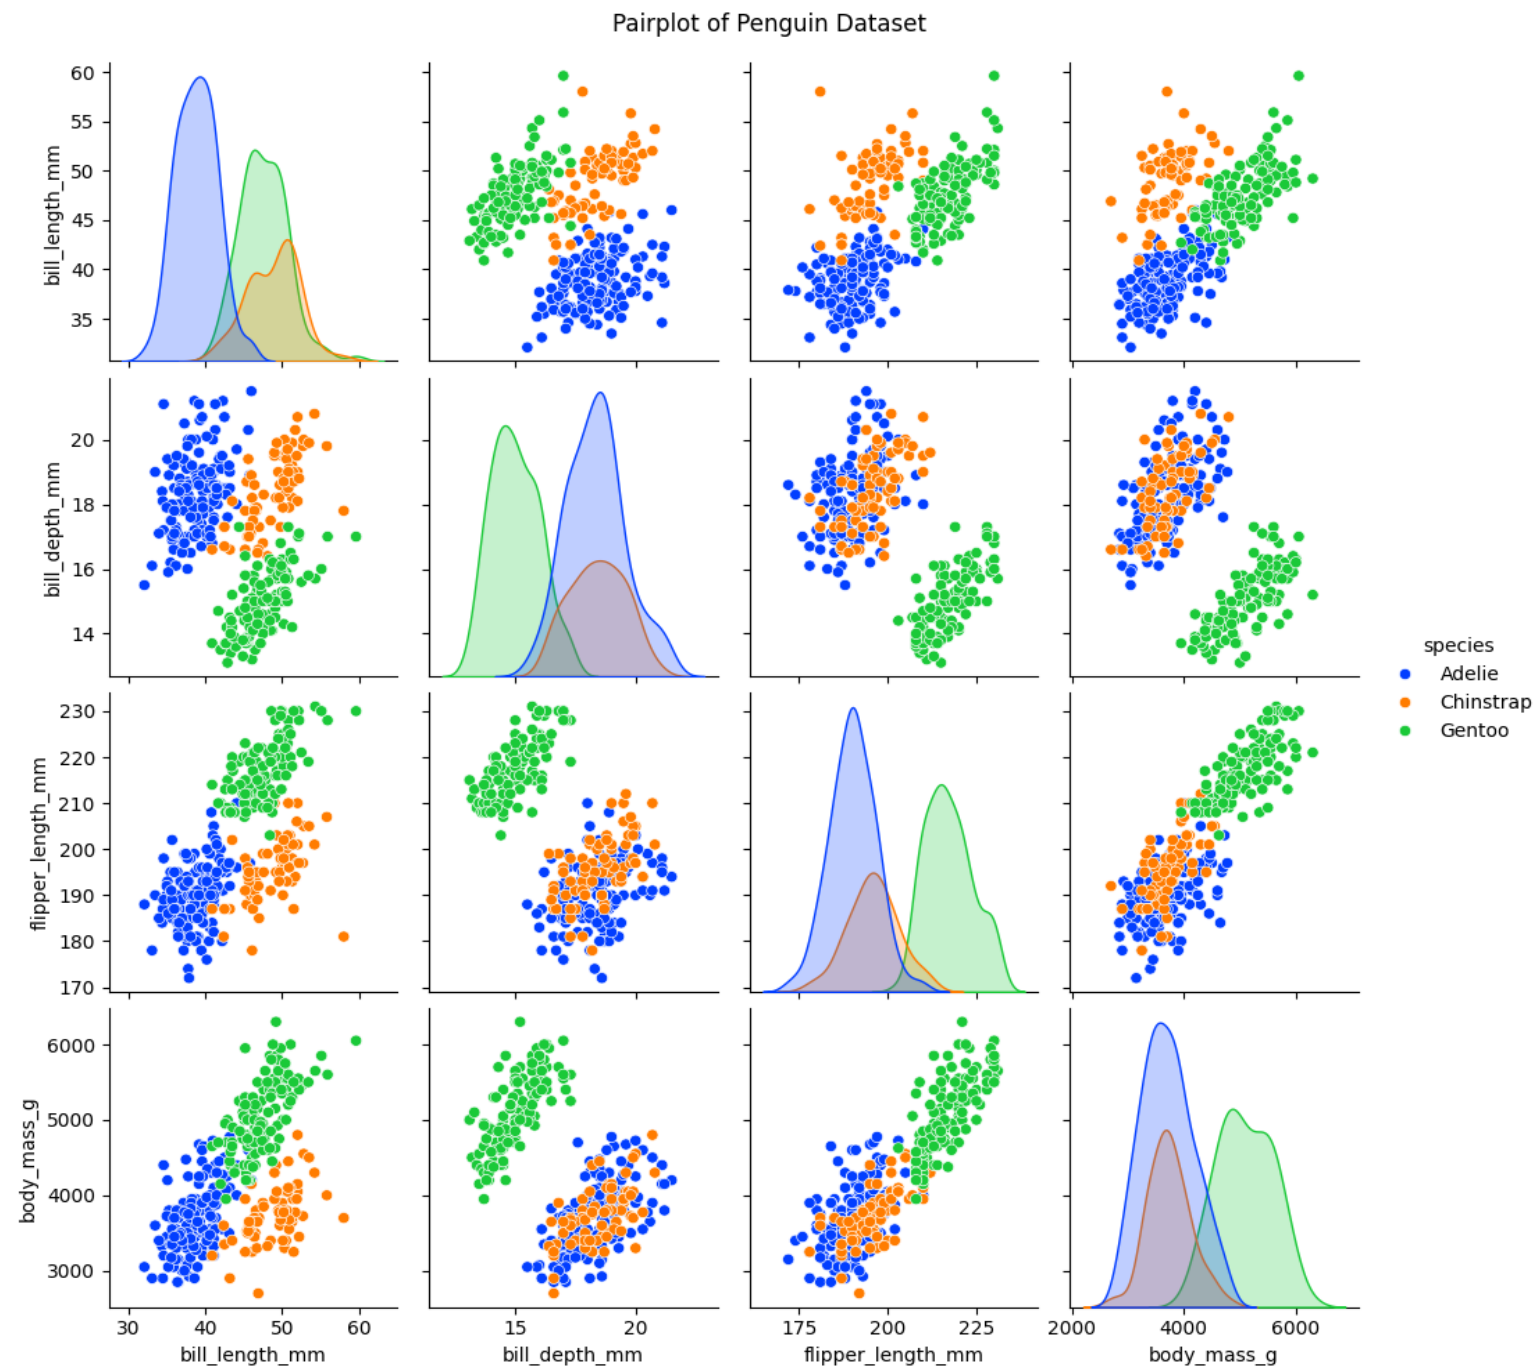 Pairplot of Penguin Dataset
60
55
50
45
40
35
bill_length_mm
20
18
16
14
bill_depth_mm
230
220
210
200
190
180
170
flipper_length_mm
6000
5000
4000
3000
body_mass_g
30 40 50 60
15 20
175 200 225
2000 4000 6000
bill_length_mm
bill_depth_mm
flipper_length_mm
body_mass_g
species
Adelie
Chinstrap
Gentoo